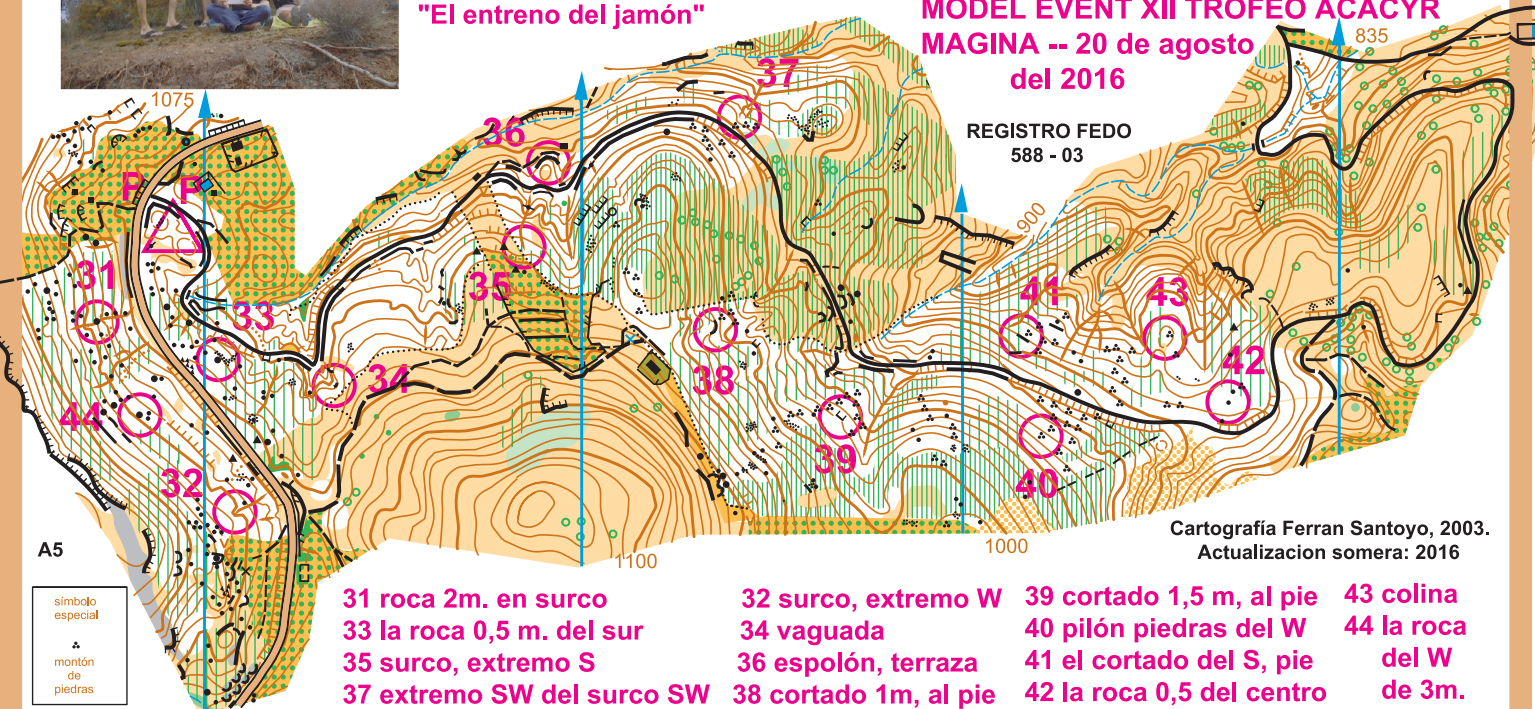 "El entreno del jamón"
MODEL EVENT XII TROFEO ACACYR
MAGINA -- 20 de agosto
del 2016
REGISTRO FEDO
588 - 03
1075
835
900
1100
1000
P
P
31
32
33
34
35
36
37
38
39
40
41
42
43
44
A5
Cartografía Ferran Santoyo, 2003.
Actualizacion somera: 2016
símbolo
especial
montón
de
piedras
31 roca 2m. en surco
33 la roca 0,5 m. del sur
35 surco, extremo S
37 extremo SW del surco SW
32 surco, extremo W
34 vaguada
36 espolón, terraza
38 cortado 1m, al pie
39 cortado 1,5 m, al pie
40 pilón piedras del W
41 el cortado del S, pie
42 la roca 0,5 del centro
43 colina
44 la roca
del W
de 3m.